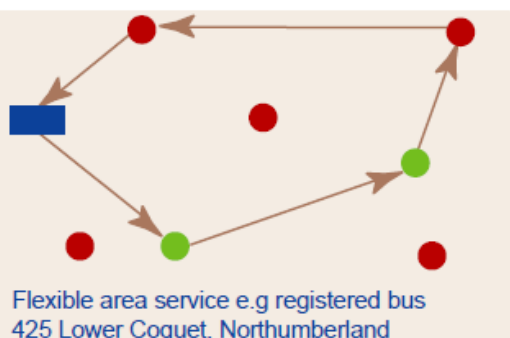 Flexible area service e.g registered bus
425 Lower Coquet, Northumberland